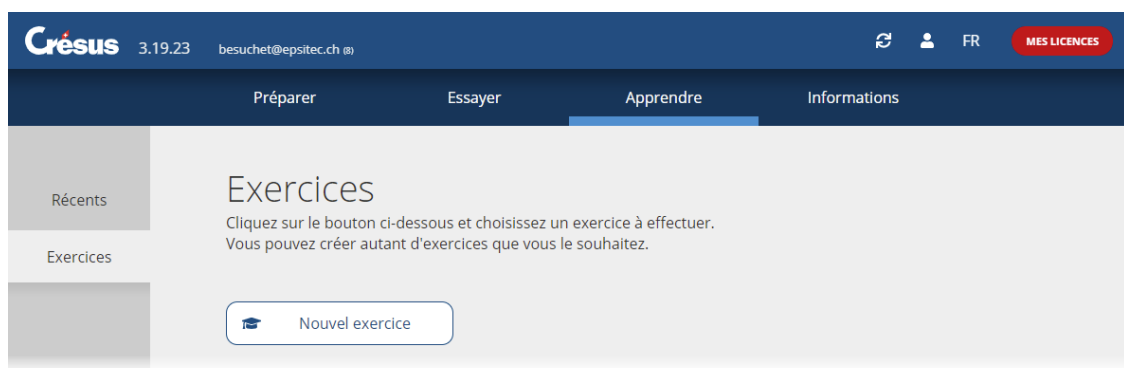 Crésus 3.19.23 besuchet@epsitec.ch (8) FR MES LICENCES
Préparer Essayer Apprendre Informations
Récents
Exercices
Exercices
Cliquez sur le bouton ci-dessous et choisissez un exercice à effectuer.
Vous pouvez créer autant d'exercices que vous le souhaitez.
Nouvel exercice